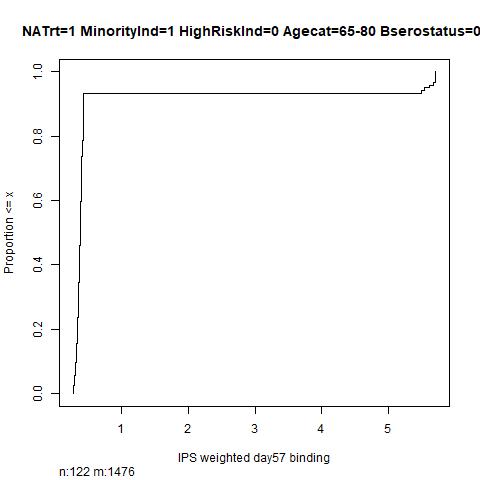 NATrt=1 MinorityInd=1 HighRiskInd=0 Agecat=65-80 Bserostatus=0
1.0
0.8
0.6
0.4
0.2
0.0
Proportion <= x
1 2 3 4 5
IPS weighted day57 binding
n:122 m:1476